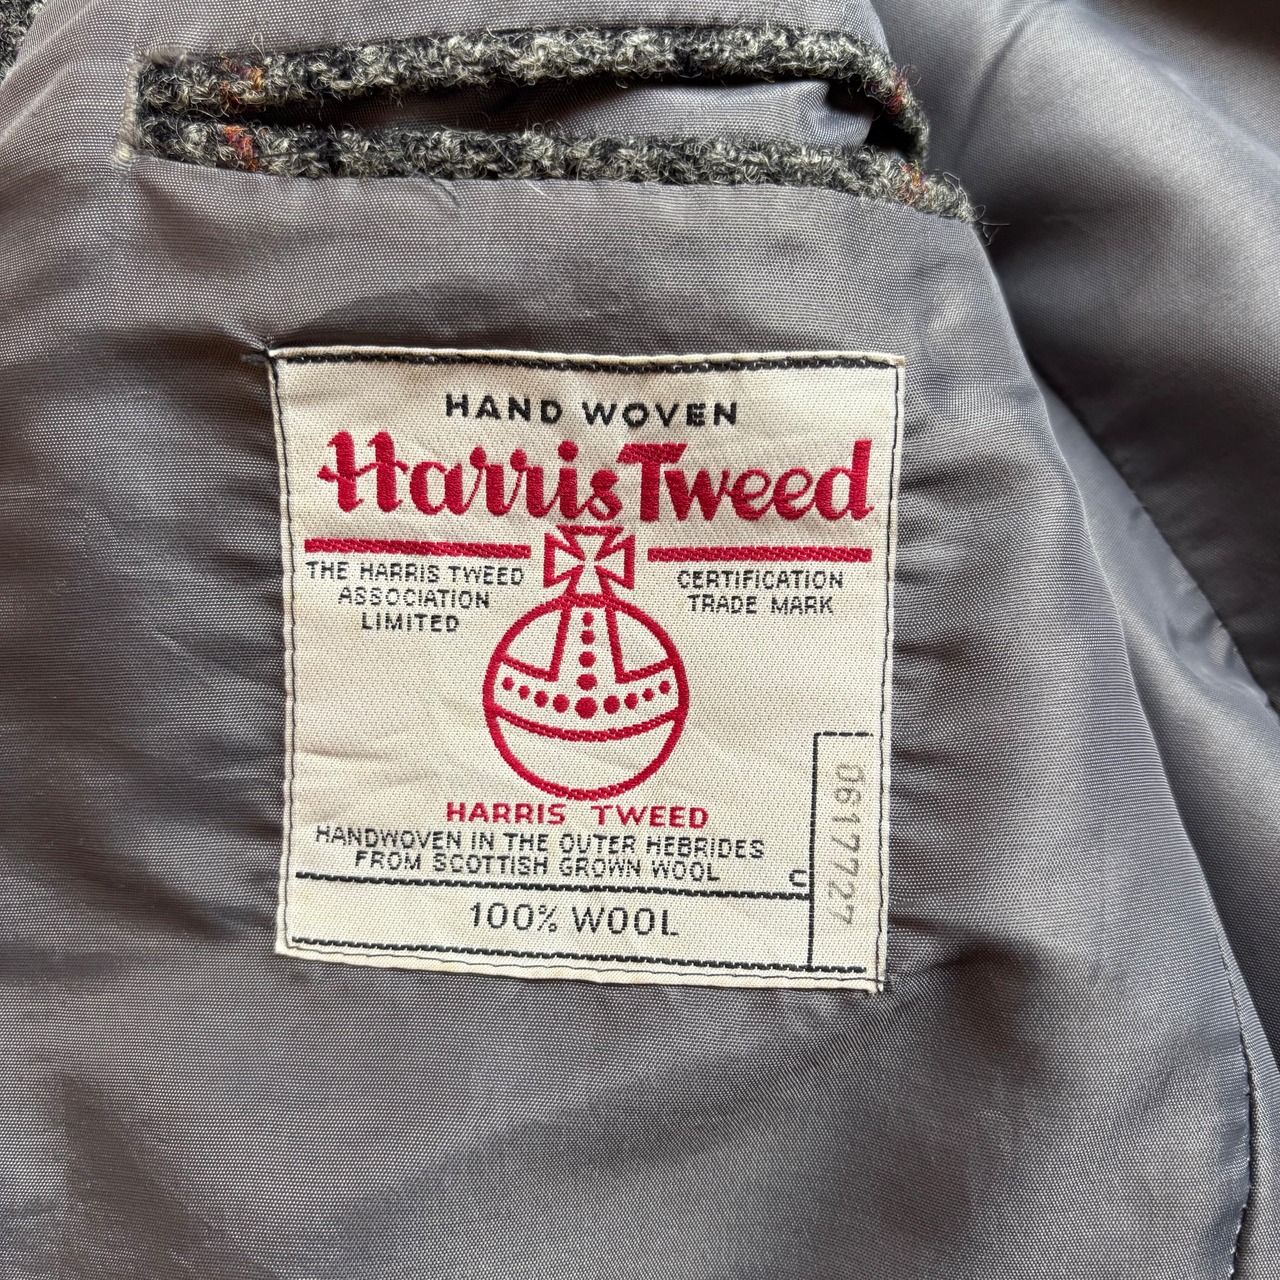 HAND WOVEN
Harris Tweed
THE HARRIS TWEED
ASSOCIATION
LIMITED
CERTIFICATION
TRADE MARK
HARRIS TWEED
HANDWOVEN IN THE OUTER HEBRIDES
FROM SCOTTISH GROWN WOOL
C
100% WOOL
0617727